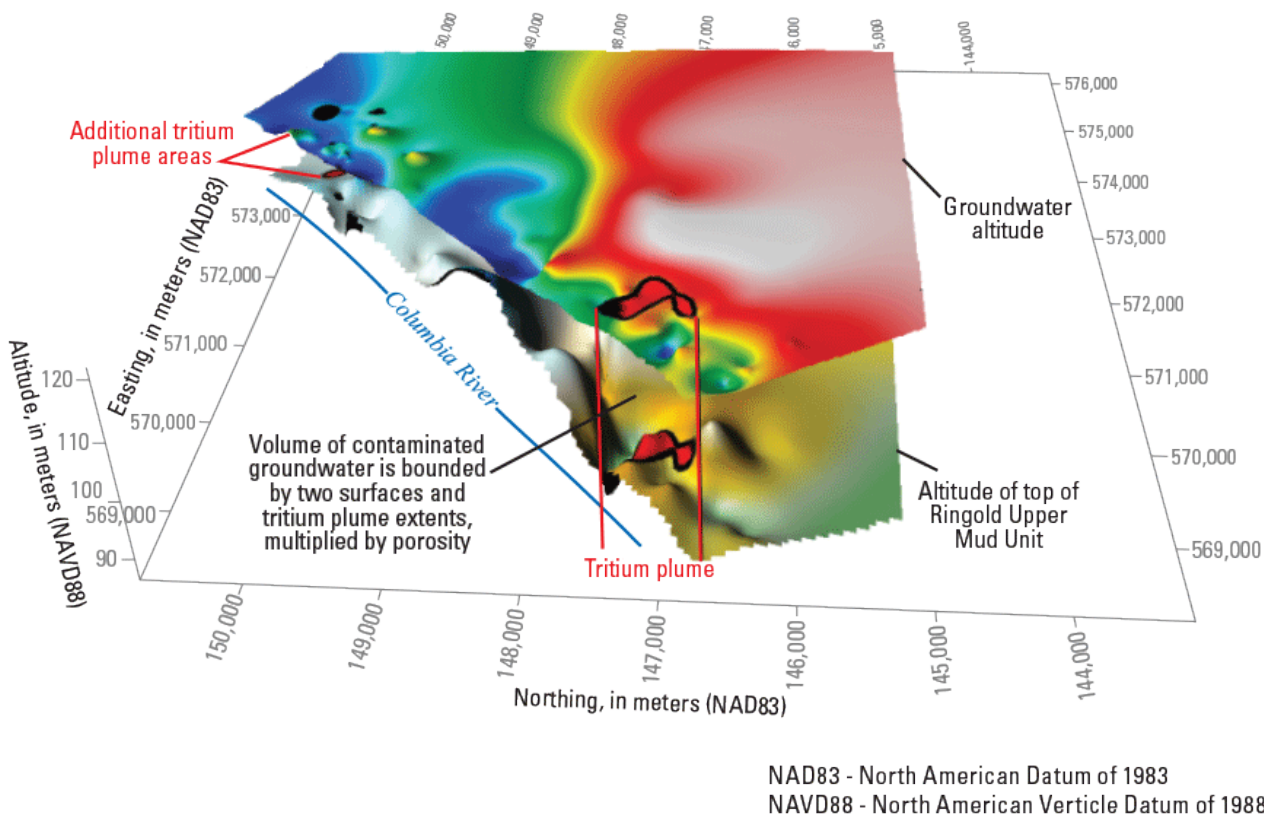 50,000
49,000
48,000
47,000
6,000
5,000
144,000
576,000
575,000
574,000
573,000
572,000
571,000
570,000
569,000
Additional tritium
plume areas
Groundwater
altitude
Easting, in meters (NAD83)
573,000
572,000
571,000
570,000
569,000
Columbia River
Altitude, in meters (NAVD88)
120
110
100
90
Volume of contaminated
groundwater is bounded
by two surfaces and
tritium plume extents,
multiplied by porosity
Altitude of top of
Ringold Upper
Mud Unit
Tritium plume
150,000
149,000
148,000
147,000
146,000
145,000
144,000
Northing, in meters (NAD83)
NAD83 - North American Datum of 1983
NAVD88 - North American Verticle Datum of 1988